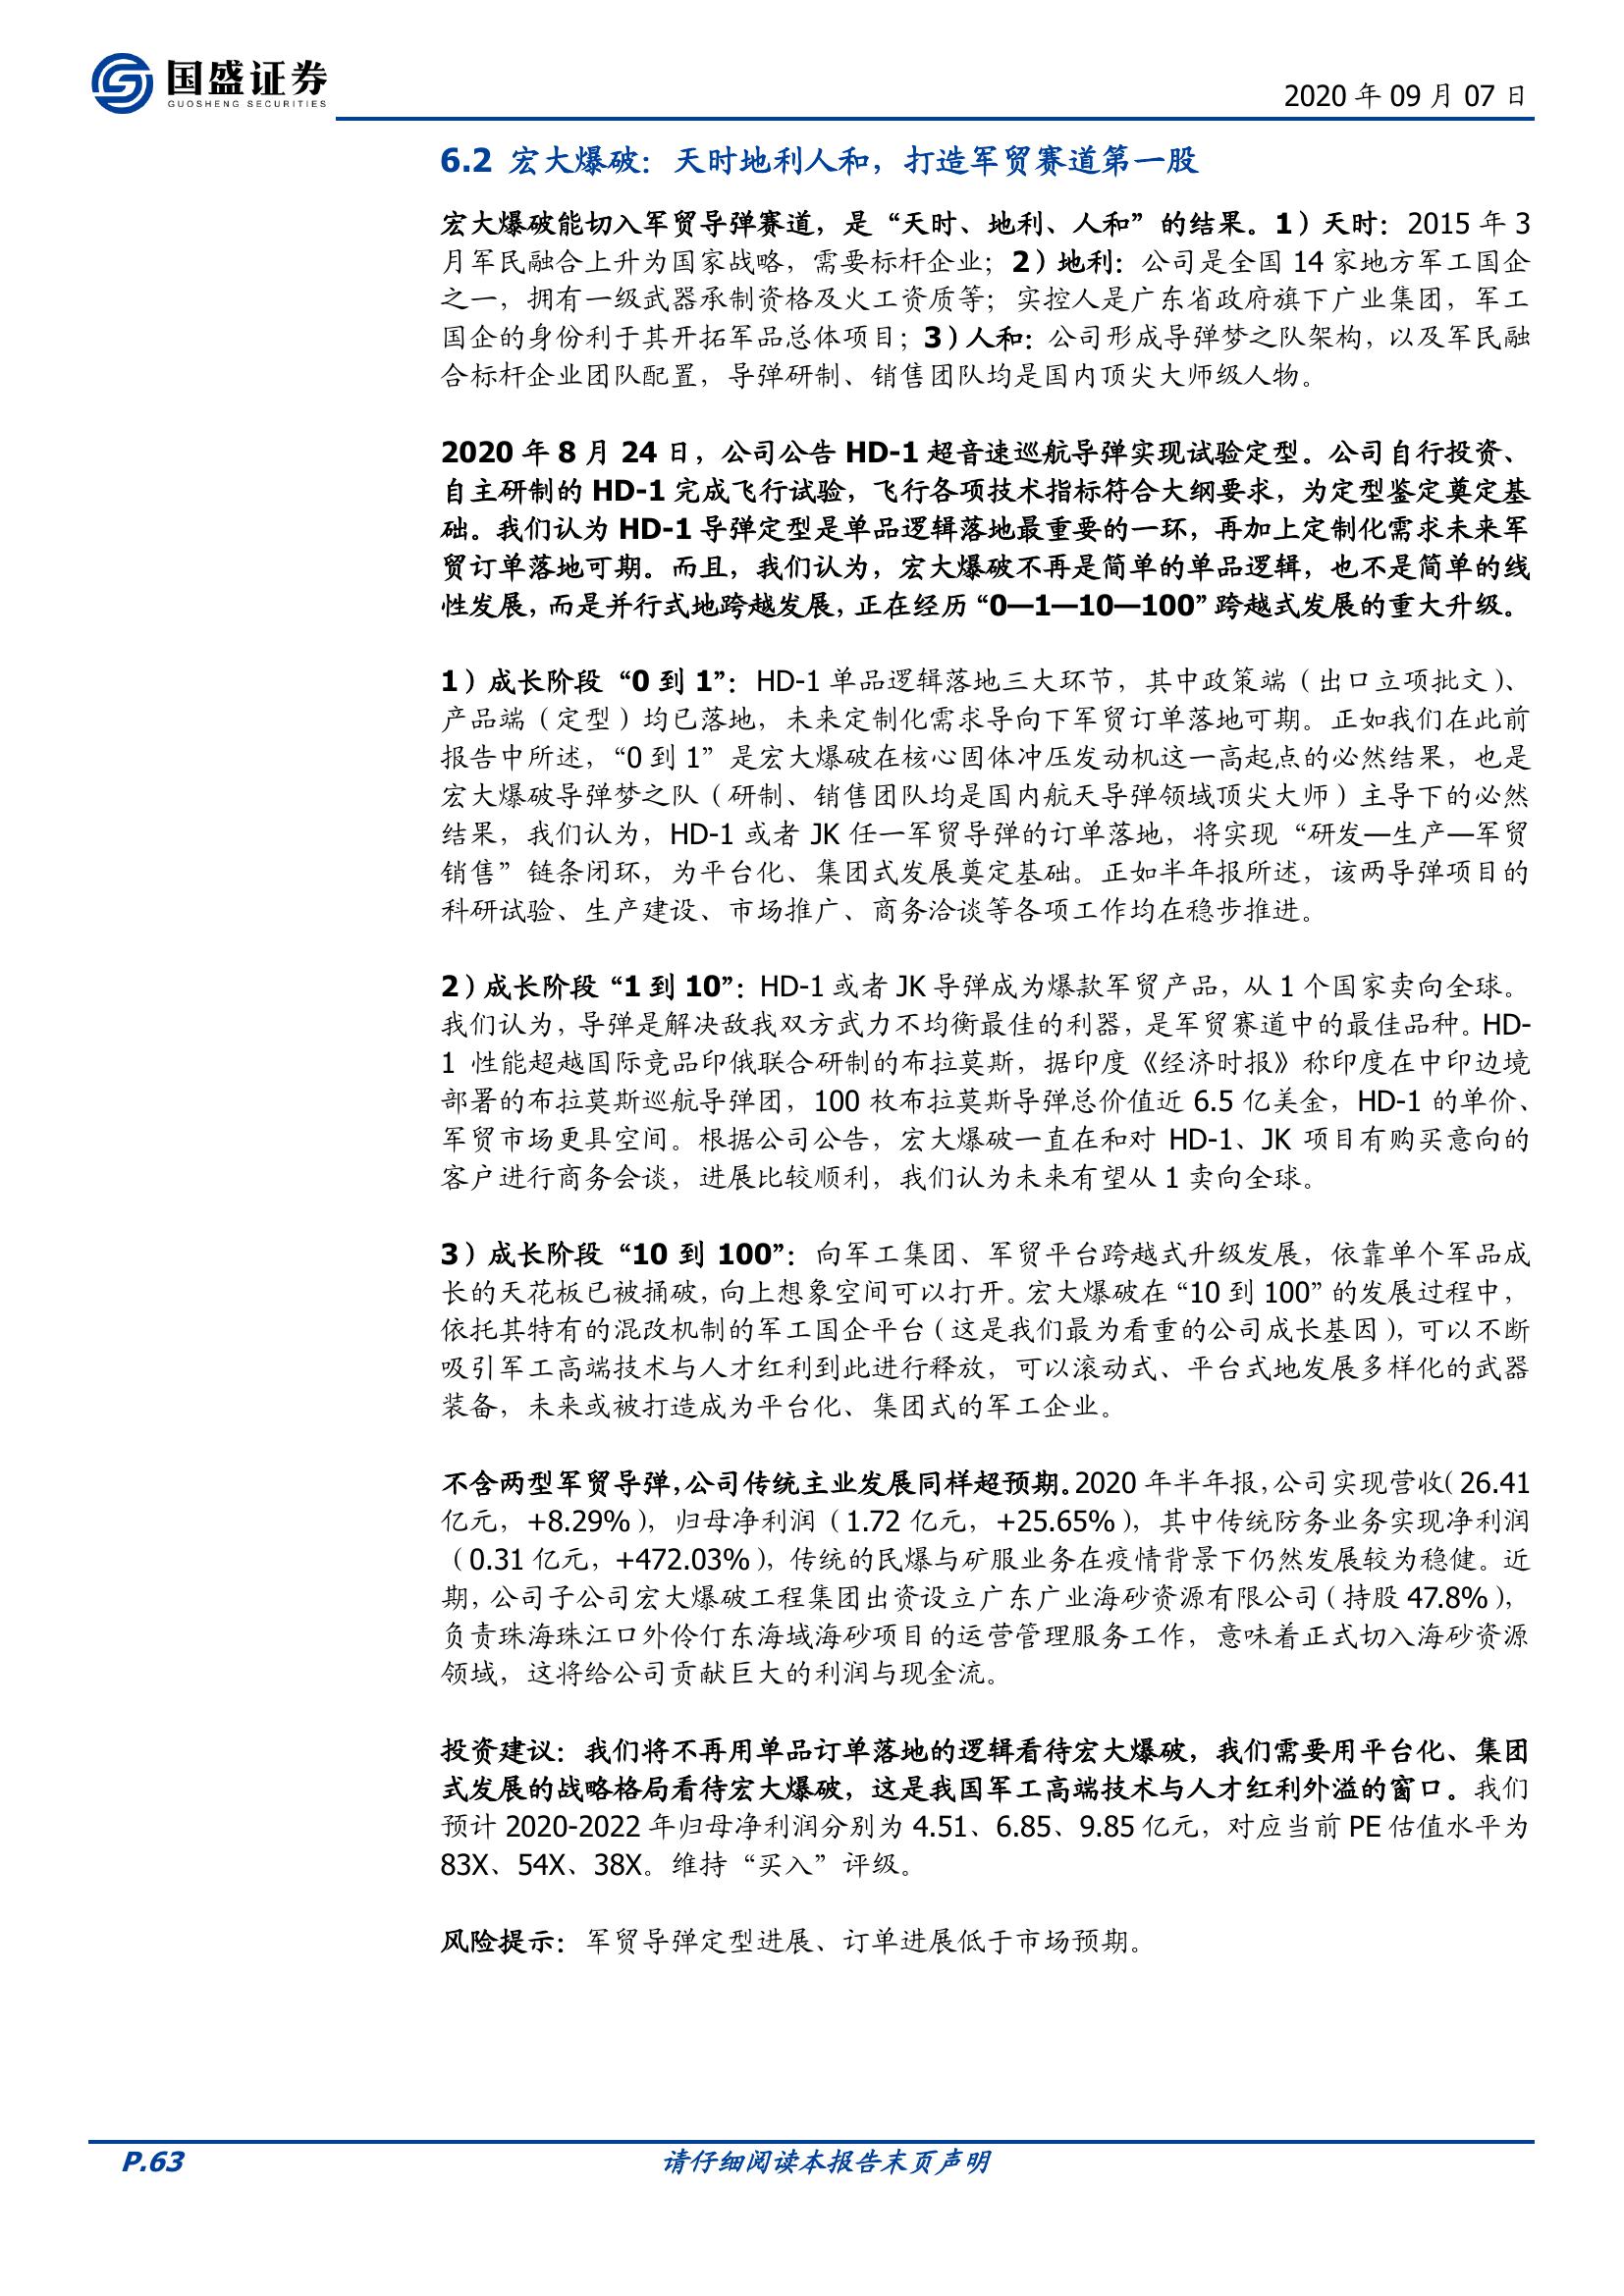 国盛证券
GUOSHENG SECURITIES
2020 年 09 月 07 日
6.2 宏大爆破：天时地利人和，打造军贸赛道第一股
宏大爆破能切入军贸导弹赛道，是“天时、地利、人和”的结果。1）天时：2015 年 3
月军民融合上升为国家战略，需要标杆企业；2）地利：公司是全国 14 家地方军工国企
之一，拥有一级武器承制资格及火工资质等；实控人是广东省政府旗下广业集团，军工
国企的身份利于其开拓军品总体项目；3）人和：公司形成导弹梦之队架构，以及军民融
合标杆企业团队配置，导弹研制、销售团队均是国内顶尖大师级人物。
2020 年 8 月 24 日，公司公告 HD-1 超音速巡航导弹实现试验定型。公司自行投资、
自主研制的 HD-1 完成飞行试验，飞行各项技术指标符合大纲要求，为定型鉴定奠定基
础。我们认为 HD-1 导弹定型是单品逻辑落地最重要的一环，再加上定制化需求未来军
贸订单落地可期。而且，我们认为，宏大爆破不再是简单的单品逻辑，也不是简单的线
性发展，而是并行式地跨越发展，正在经历“0—1—10—100”跨越式发展的重大升级。
1）成长阶段“0 到 1”：HD-1 单品逻辑落地三大环节，其中政策端（出口立项批文）、
产品端（定型）均已落地，未来定制化需求导向下军贸订单落地可期。正如我们在此前
报告中所述，“0 到 1”是宏大爆破在核心固体冲压发动机这一高起点的必然结果，也是
宏大爆破导弹梦之队（研制、销售团队均是国内航天导弹领域顶尖大师）主导下的必然
结果，我们认为，HD-1 或者 JK 任一军贸导弹的订单落地，将实现“研发—生产—军贸
销售”链条闭环，为平台化、集团式发展奠定基础。正如半年报所述，该两导弹项目的
科研试验、生产建设、市场推广、商务洽谈等各项工作均在稳步推进。
2）成长阶段“1 到 10”：HD-1 或者 JK 导弹成为爆款军贸产品，从 1 个国家卖向全球。
我们认为，导弹是解决敌我双方武力不均衡最佳的利器，是军贸赛道中的最佳品种。HD-
1 性能超越国际竞品印俄联合研制的布拉莫斯，据印度《经济时报》称印度在中印边境
部署的布拉莫斯巡航导弹团，100 枚布拉莫斯导弹总价值近 6.5 亿美金，HD-1 的单价、
军贸市场更具空间。根据公司公告，宏大爆破一直在和对 HD-1、JK 项目有购买意向的
客户进行商务会谈，进展比较顺利，我们认为未来有望从 1 卖向全球。
3）成长阶段“10 到 100”：向军工集团、军贸平台跨越式升级发展，依靠单个军品成
长的天花板已被捅破，向上想象空间可以打开。宏大爆破在“10 到 100”的发展过程中，
依托其特有的混改机制的军工国企平台（这是我们最为看重的公司成长基因），可以不断
吸引军工高端技术与人才红利到此进行释放，可以滚动式、平台式地发展多样化的武器
装备，未来或被打造成为平台化、集团式的军工企业。
不含两型军贸导弹，公司传统主业发展同样超预期。2020 年半年报，公司实现营收（26.41
亿元，+8.29%），归母净利润（1.72 亿元，+25.65%），其中传统防务业务实现净利润
（0.31 亿元，+472.03%），传统的民爆与矿服业务在疫情背景下仍然发展较为稳健。近
期，公司子公司宏大爆破工程集团出资设立广东广业海砂资源有限公司（持股 47.8%），
负责珠海珠江口外伶仃东海域海砂项目的运营管理服务工作，意味着正式切入海砂资源
领域，这将给公司贡献巨大的利润与现金流。
投资建议：我们将不再用单品订单落地的逻辑看待宏大爆破，我们需要用平台化、集团
式发展的战略格局看待宏大爆破，这是我国军工高端技术与人才红利外溢的窗口。我们
预计 2020-2022 年归母净利润分别为 4.51、6.85、9.85 亿元，对应当前 PE 估值水平为
83X、54X、38X。维持“买入”评级。
风险提示：军贸导弹定型进展、订单进展低于市场预期。
P.63
请仔细阅读本报告末页声明